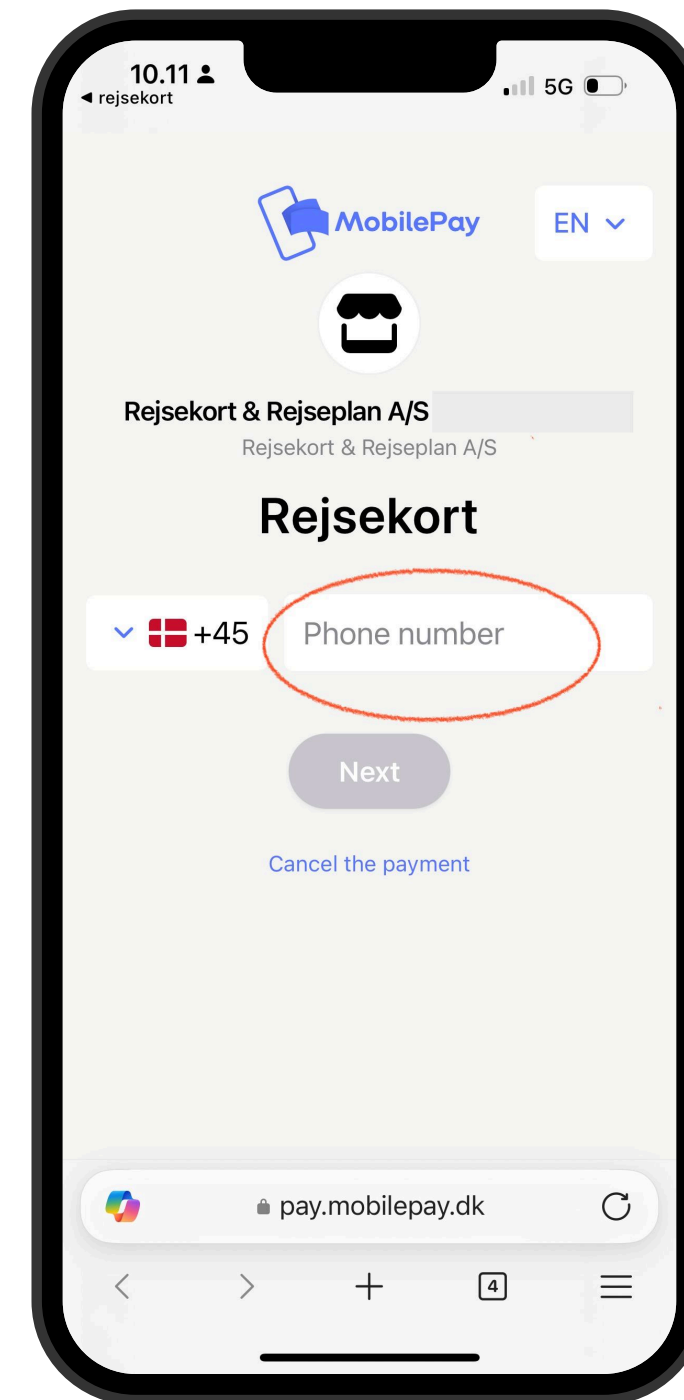 10.11
◀ rejsekort
5G
MobilePay
EN
Rejsekort & Rejseplan A/S
Rejsekort & Rejseplan A/S
Rejsekort
+45
Phone number
Next
Cancel the payment
pay.mobilepay.dk
4